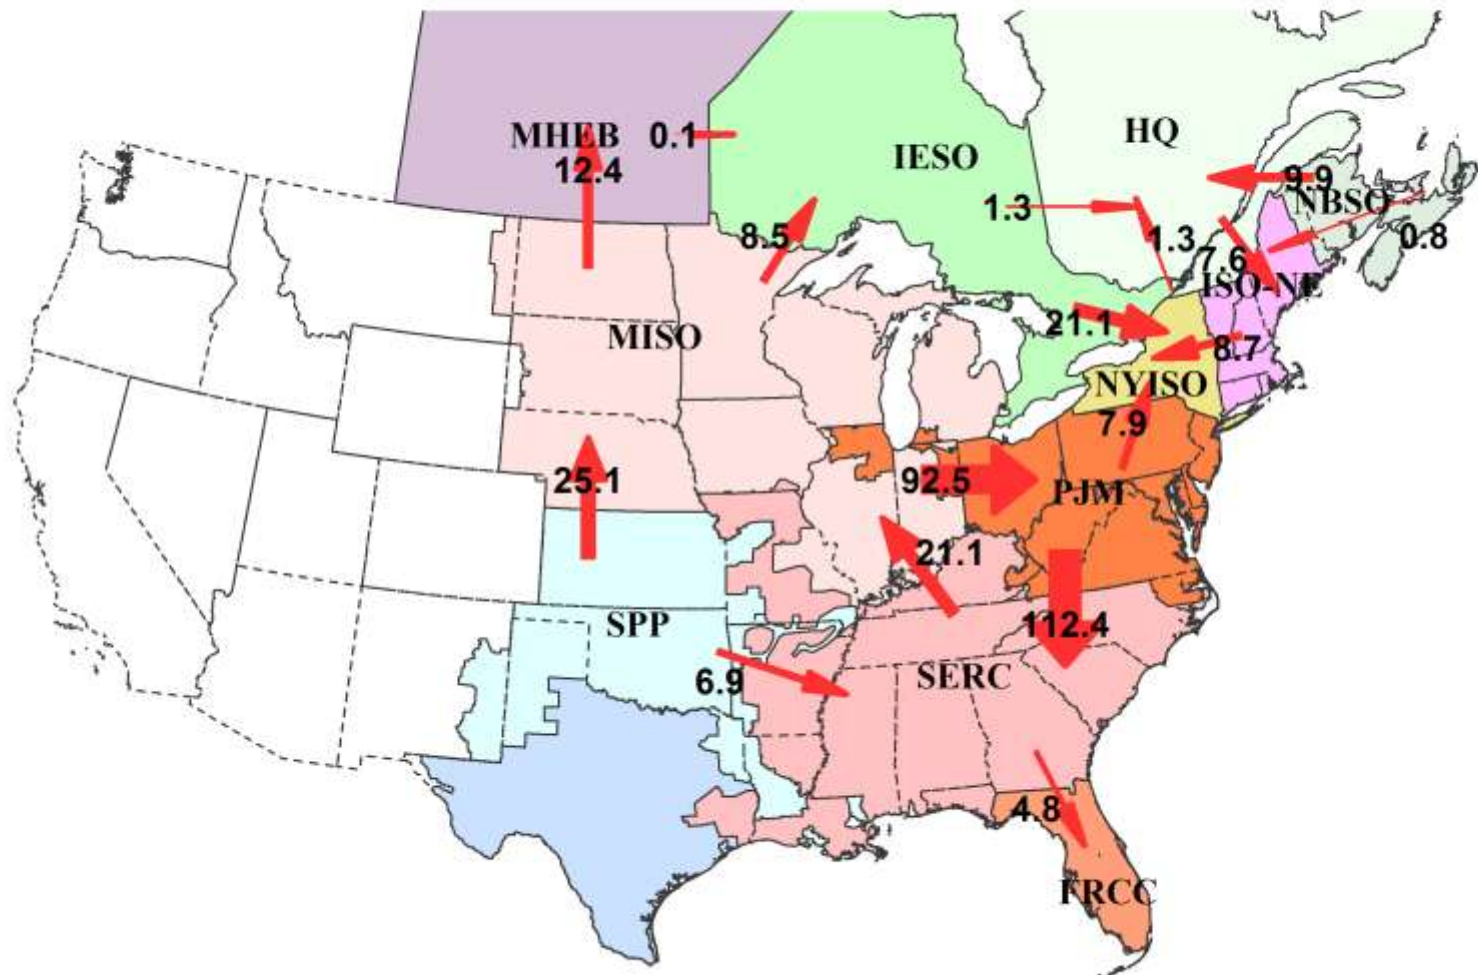 MHEB
0.1
12.4
IESO
HQ
9.9
NBSO
1.3
1.3
0.8
8.5
7.6
ISO-NE
MISO
21.1
8.7
NYISO
7.9
25.1
92.5
PJM
21.1
SPP
112.4
6.9
SERC
4.8
FRCC